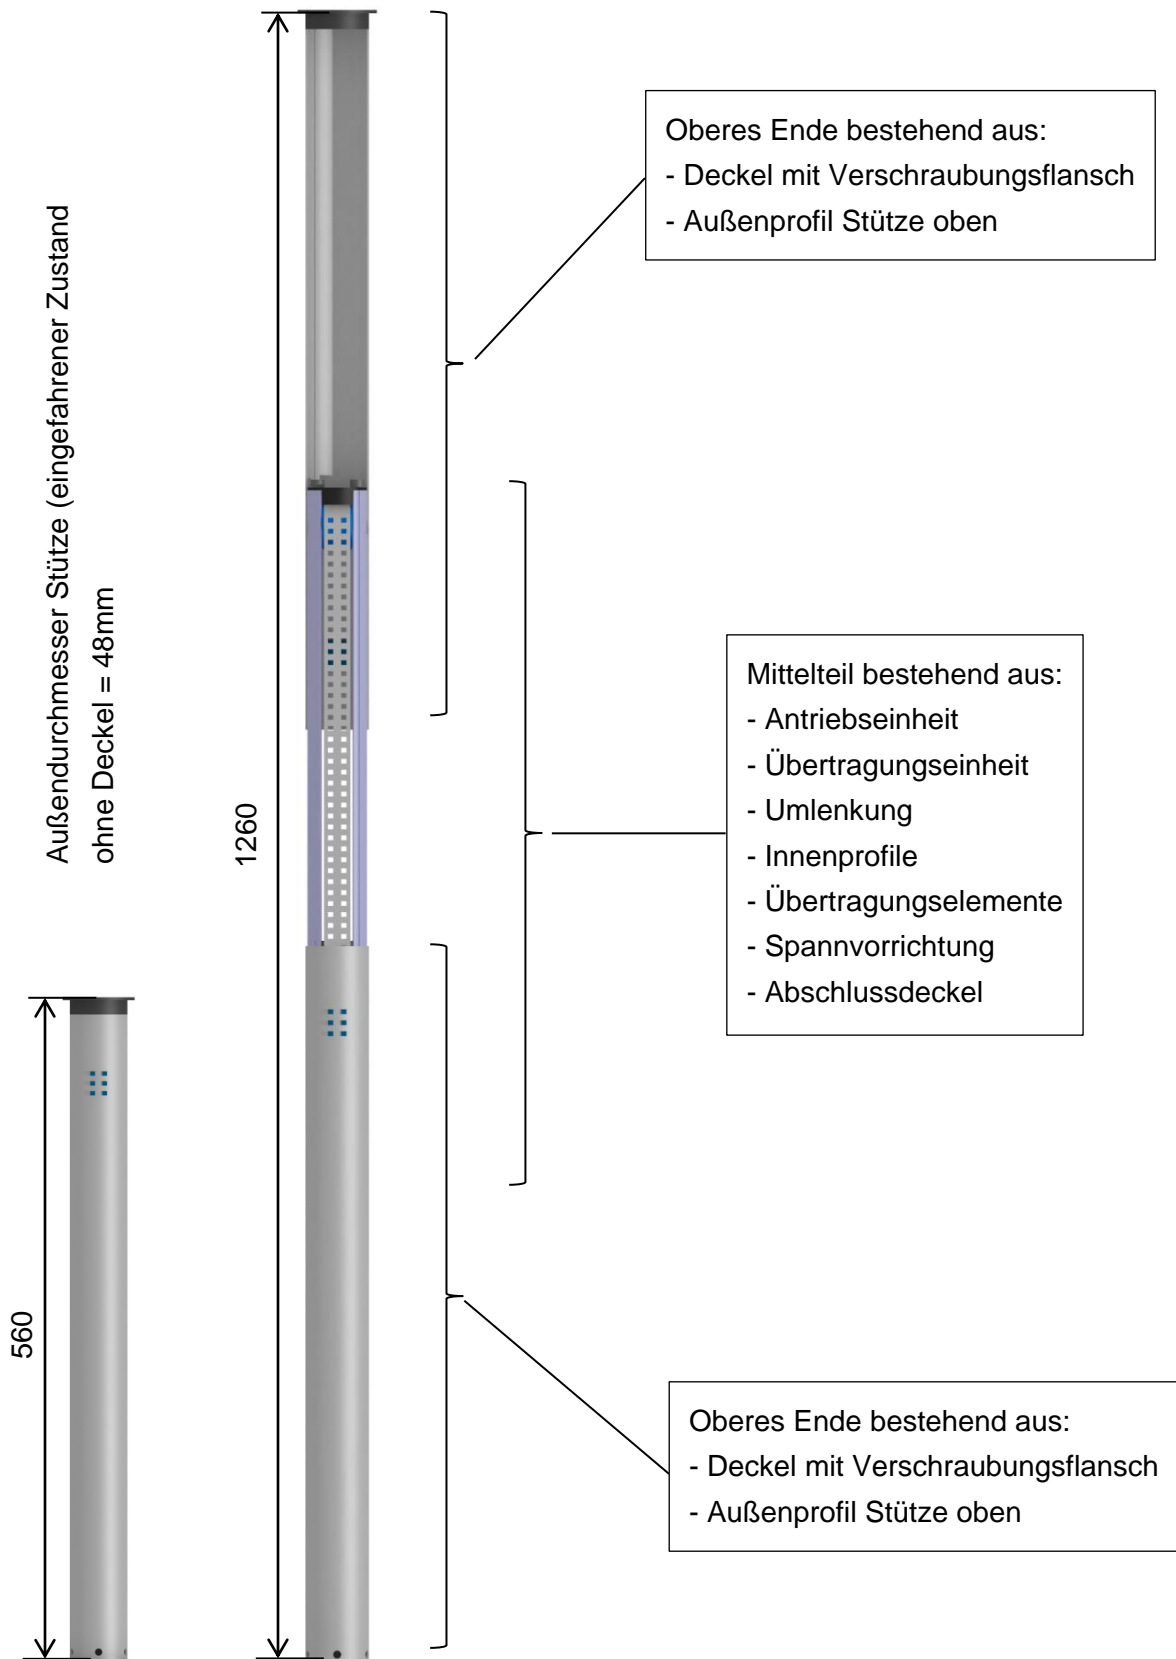 Außendurchmesser Stütze (eingefahrener Zustand
ohne Deckel = 48mm
560
1260
Oberes Ende bestehend aus:
- Deckel mit Verschraubungsflansch
- Außenprofil Stütze oben
Mittelteil bestehend aus:
- Antriebseinheit
- Übertragungseinheit
- Umlenkung
- Innenprofile
- Übertragungselemente
- Spannvorrichtung
- Abschlussdeckel
Oberes Ende bestehend aus:
- Deckel mit Verschraubungsflansch
- Außenprofil Stütze oben